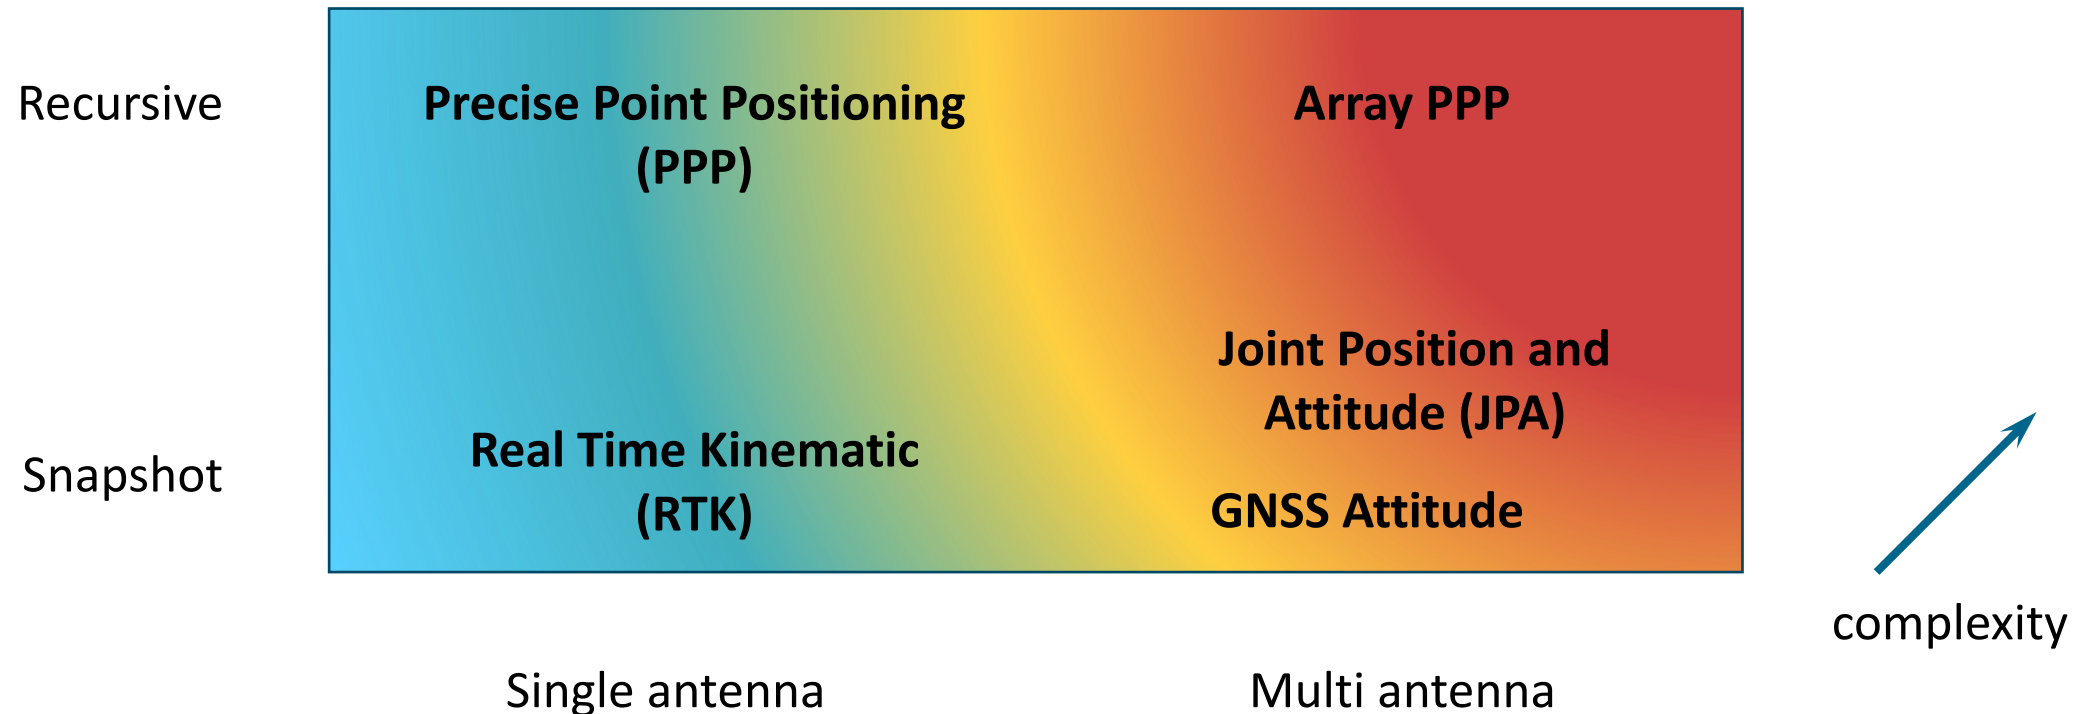 Recursive
Precise Point Positioning
(PPP)
Array PPP
Joint Position and
Attitude (JPA)
Snapshot
Real Time Kinematic
(RTK)
GNSS Attitude
complexity
Single antenna
Multi antenna